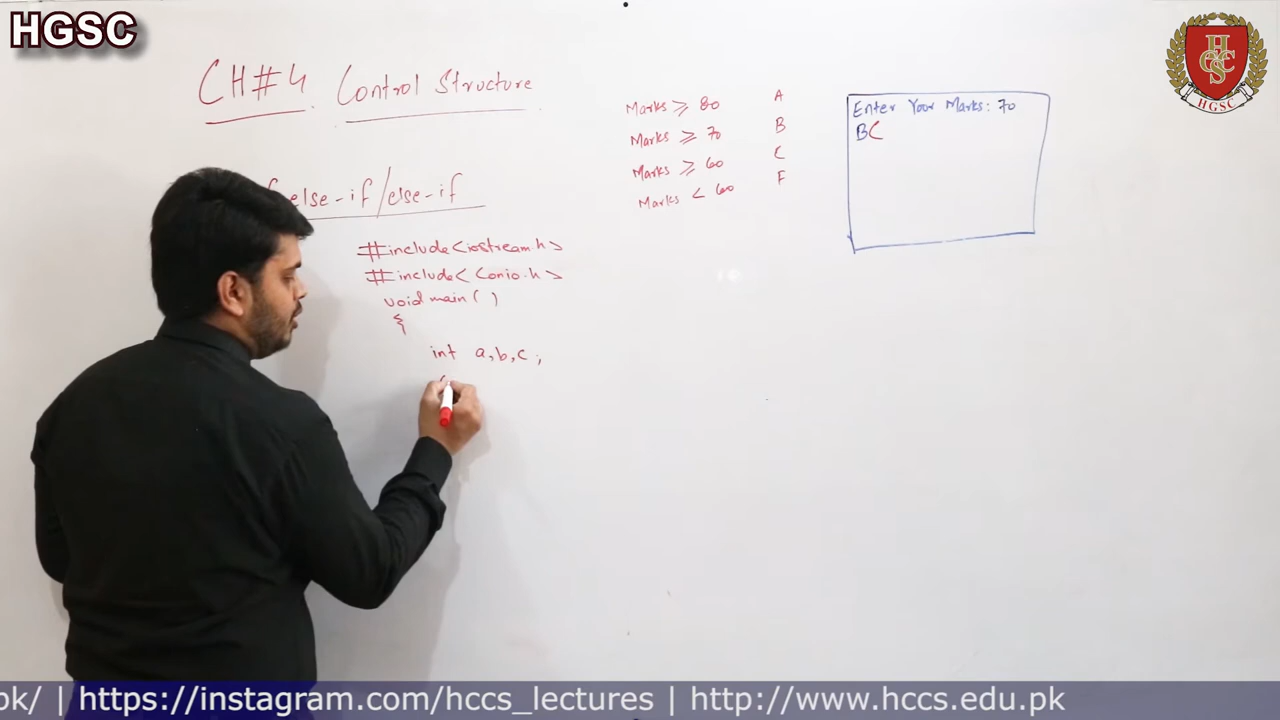 HGSC
CH#4 Control Structure
else-if/else-if
#include<iostream.h>
#include<conio.h>
void main( )
{
int a,b,c ;
Marks ⩾ 80 A
Marks ⩾ 70 B
Marks ⩾ 60 C
Marks < 60 F
Enter Your Marks: 70
BC
HGSC
pk/ | https://instagram.com/hccs_lectures | http://www.hccs.edu.pk